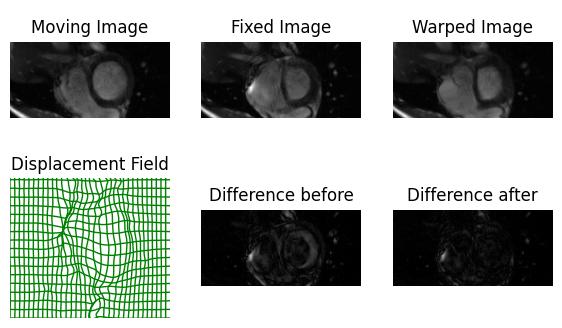 Moving Image
Fixed Image
Warped Image
Displacement Field
Difference before
Difference after